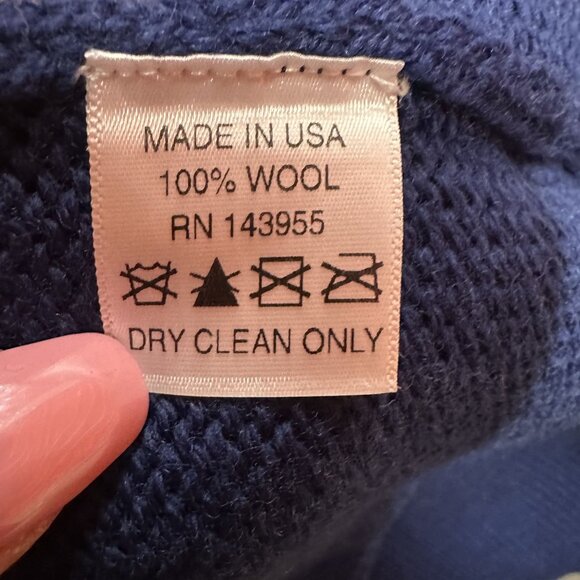 MADE IN USA
100% WOOL
RN 143955
DRY CLEAN ONLY